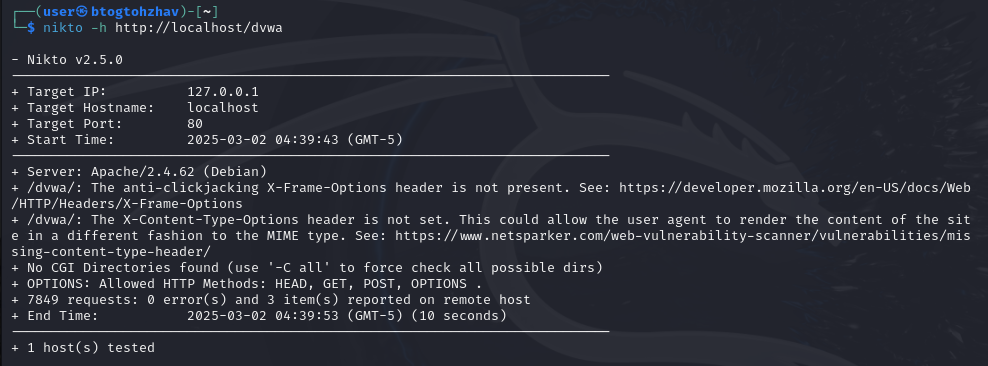 ┌──(user㉿btogtohzhav)-[~]
└─$ nikto -h http://localhost/dvwa
- Nikto v2.5.0
---------------------------------------------------------------------------
+ Target IP:          127.0.0.1
+ Target Hostname:    localhost
+ Target Port:        80
+ Start Time:         2025-03-02 04:39:43 (GMT-5)
---------------------------------------------------------------------------
+ Server: Apache/2.4.62 (Debian)
+ /dvwa/: The anti-clickjacking X-Frame-Options header is not present. See: https://developer.mozilla.org/en-US/docs/Web
/HTTP/Headers/X-Frame-Options
+ /dvwa/: The X-Content-Type-Options header is not set. This could allow the user agent to render the content of the sit
e in a different fashion to the MIME type. See: https://www.netsparker.com/web-vulnerability-scanner/vulnerabilities/mis
sing-content-type-header/
+ No CGI Directories found (use '-C all' to force check all possible dirs)
+ OPTIONS: Allowed HTTP Methods: HEAD, GET, POST, OPTIONS .
+ 7849 requests: 0 error(s) and 3 item(s) reported on remote host
+ End Time:           2025-03-02 04:39:53 (GMT-5) (10 seconds)
---------------------------------------------------------------------------
+ 1 host(s) tested